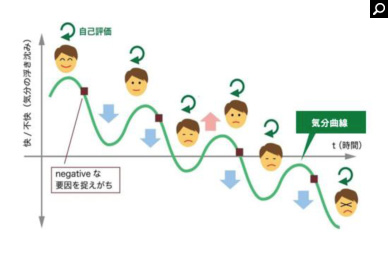 自己評価
快 / 不快（気分の浮き沈み）
気分曲線
t（時間）
negative な
要因を捉えがち